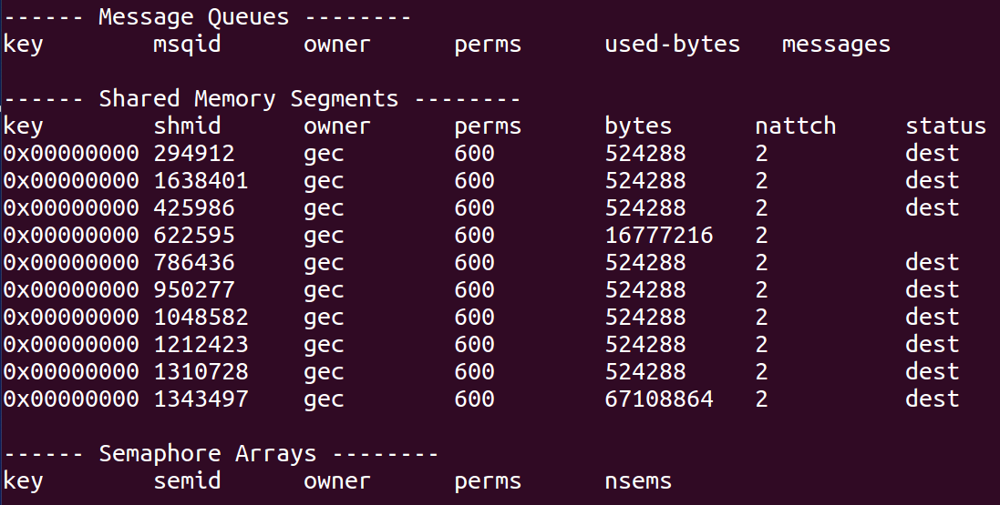 ------ Message Queues --------
key        msqid      owner      perms      used-bytes   messages
------ Shared Memory Segments --------
key        shmid      owner      perms      bytes      nattch     status
0x00000000 294912     gec        600        524288     2          dest
0x00000000 1638401    gec        600        524288     2          dest
0x00000000 425986     gec        600        524288     2          dest
0x00000000 622595     gec        600        16777216   2
0x00000000 786436     gec        600        524288     2          dest
0x00000000 950277     gec        600        524288     2          dest
0x00000000 1048582    gec        600        524288     2          dest
0x00000000 1212423    gec        600        524288     2          dest
0x00000000 1310728    gec        600        524288     2          dest
0x00000000 1343497    gec        600        67108864   2          dest
------ Semaphore Arrays --------
key        semid      owner      perms      nsems